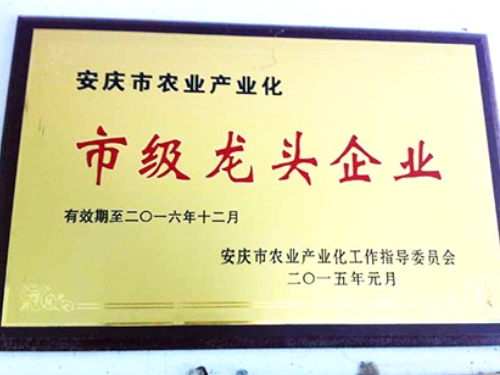 安庆市农业产业化
市级龙头企业
有效期至二〇一六年十二月
安庆市农业产业化工作指导委员会
二〇一五年元月